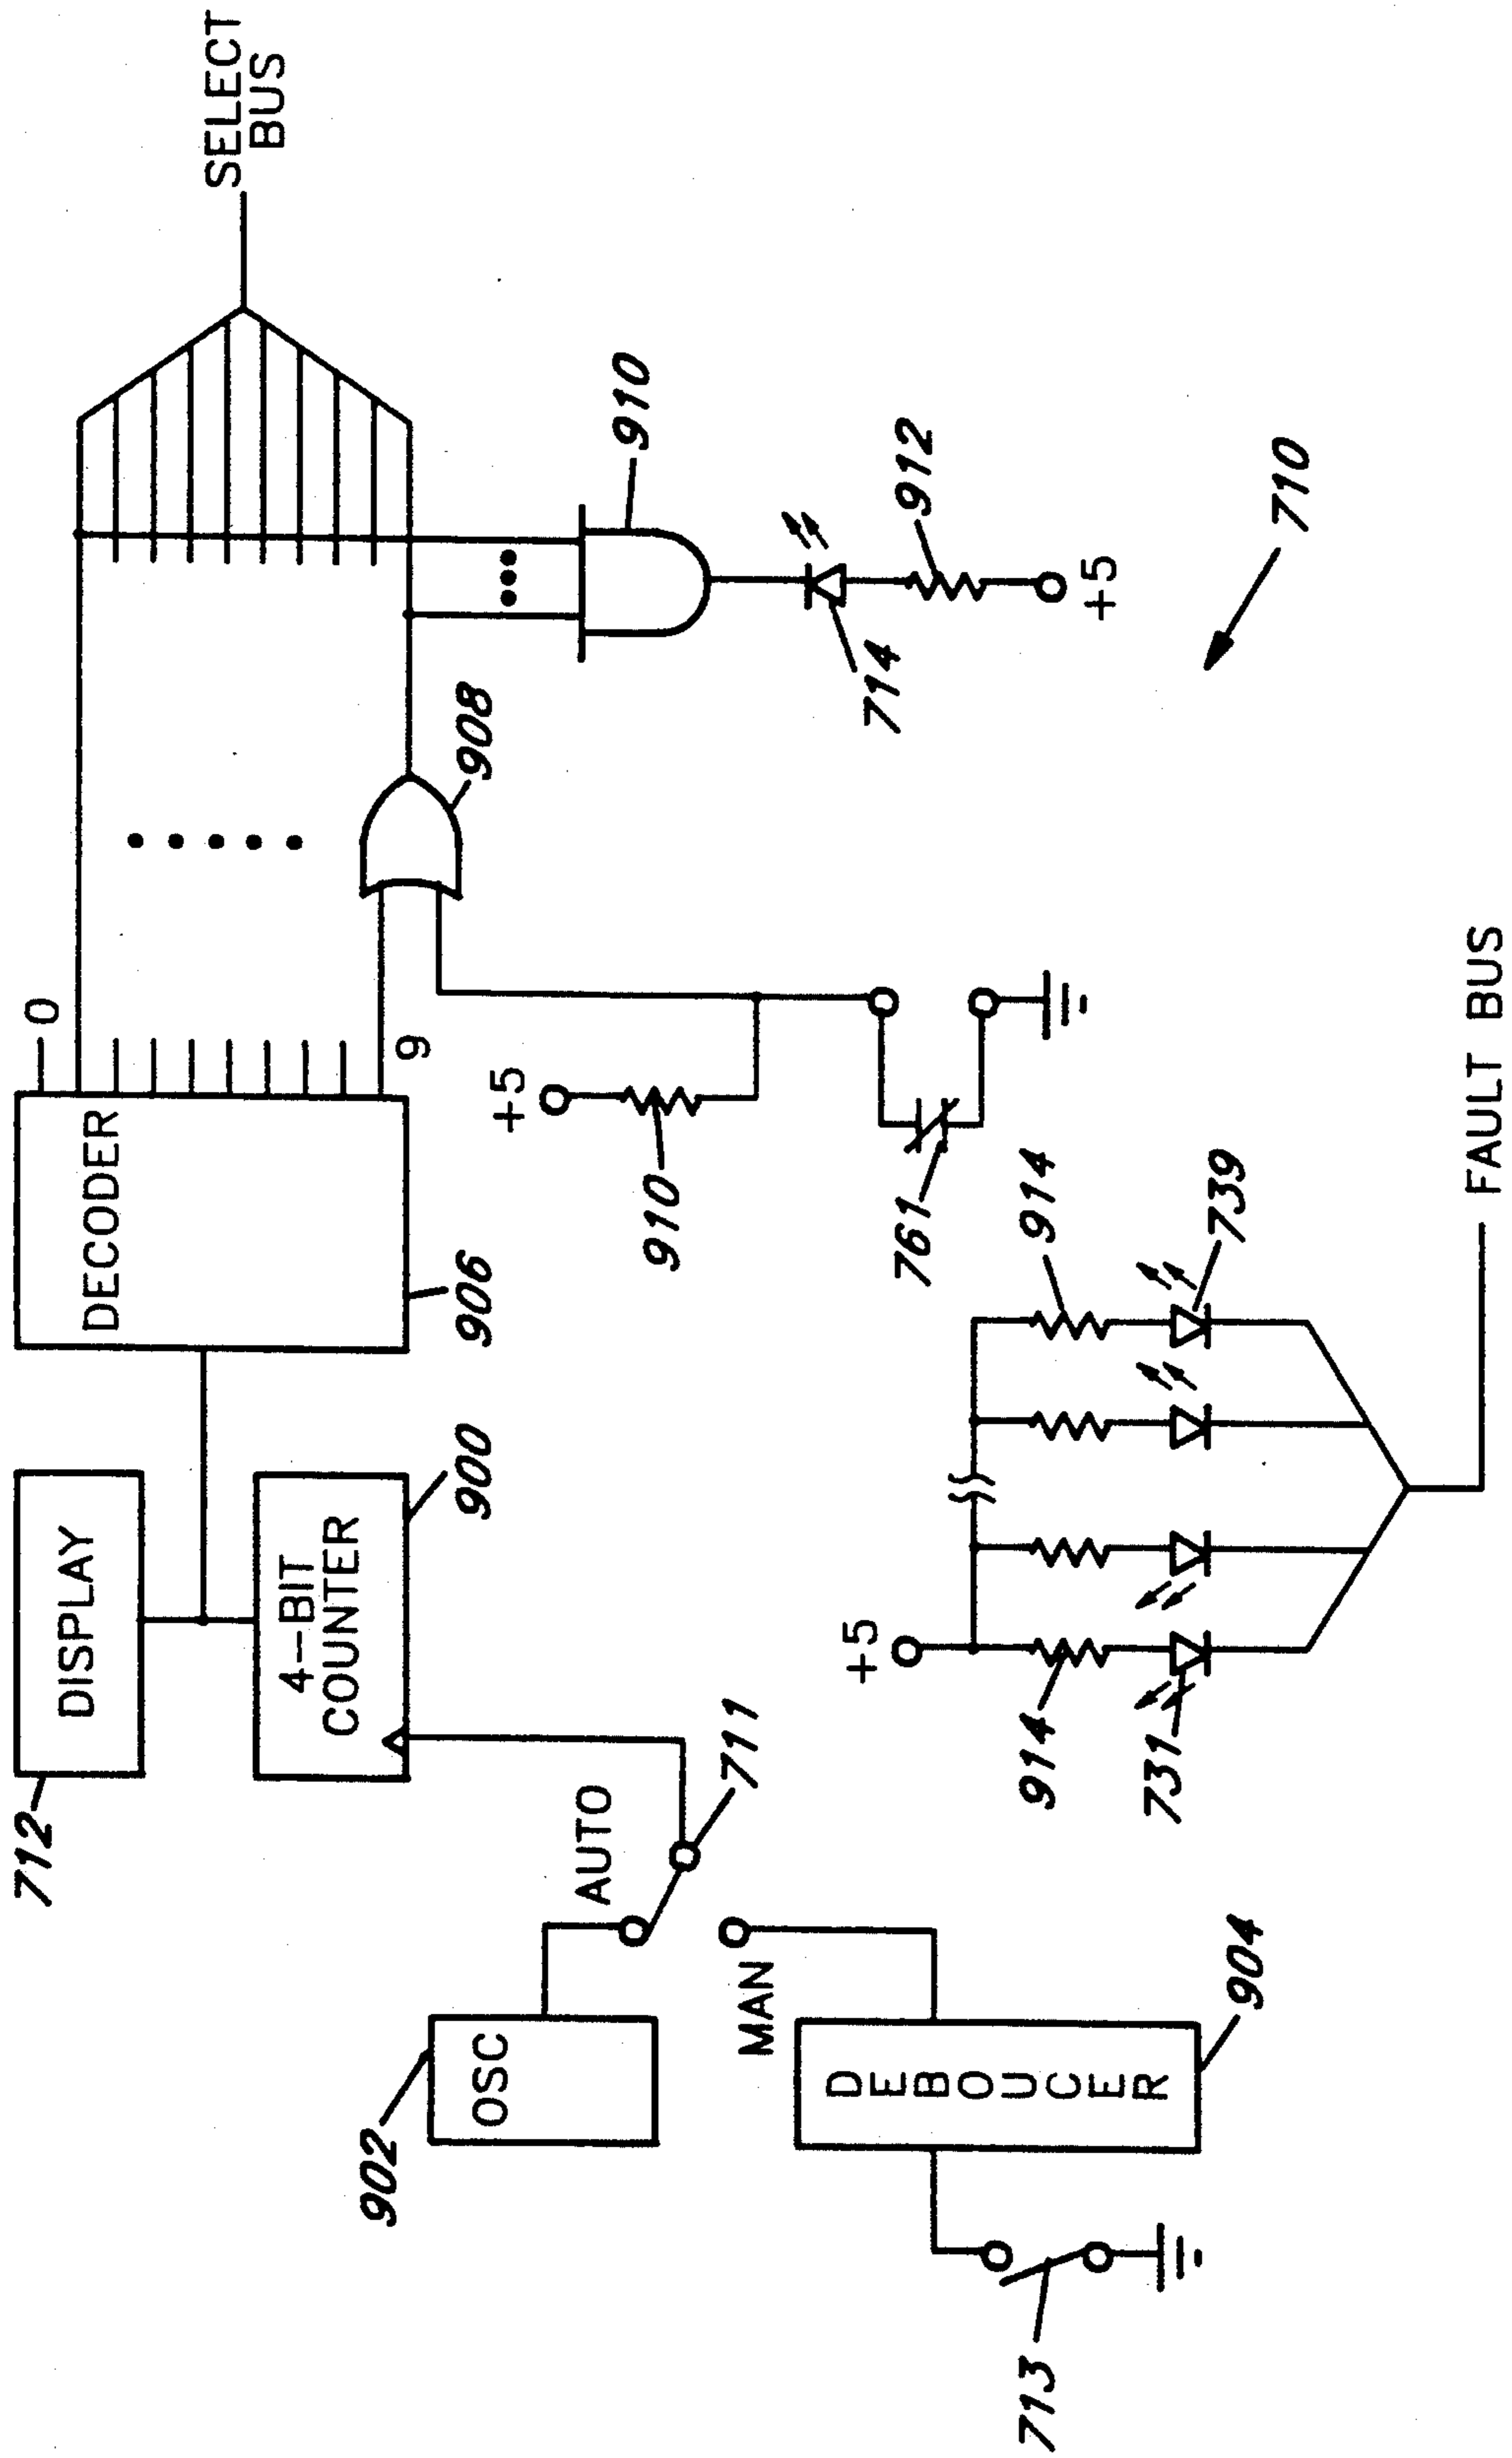 712
DISPLAY
DECODER
0
9
SELECT
BUS
4-BIT
COUNTER
900
906
908
910
902
OSC
AUTO
711
+5
910
714
912
+5
MAN
DEBOUCER
904
713
761
+5
914
731
914
739
FAULT BUS
710